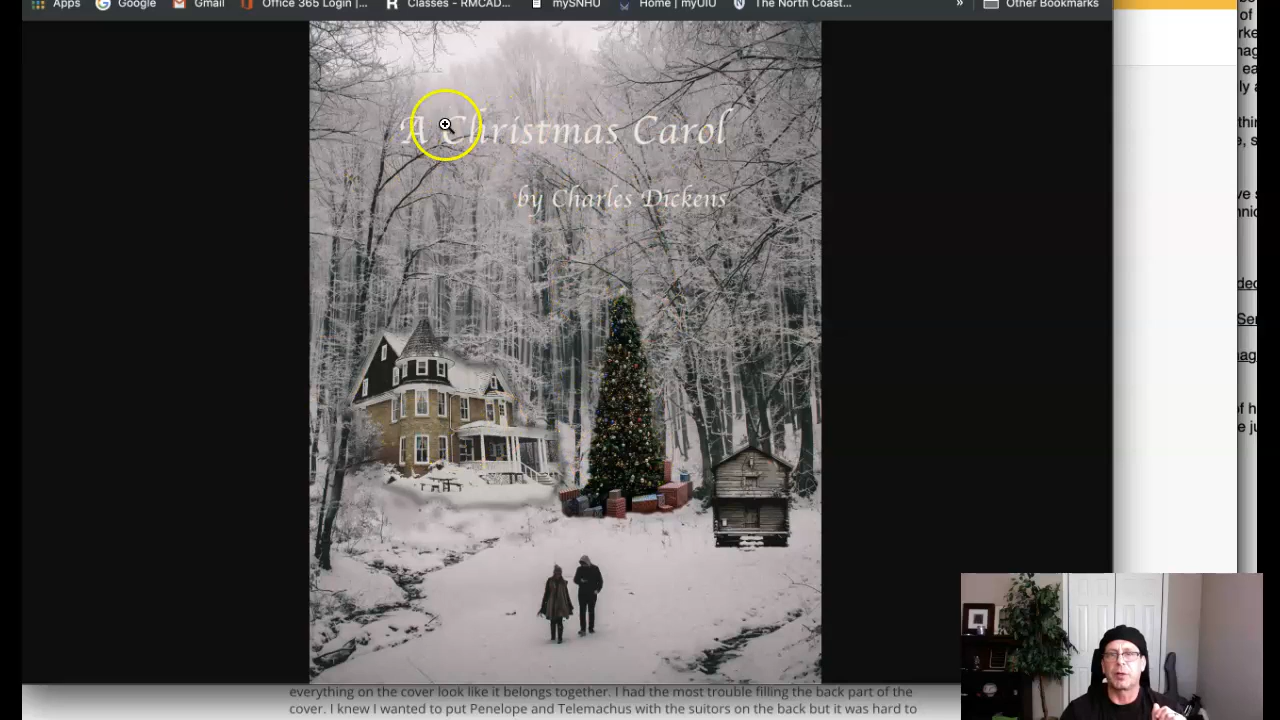 Apps Google Gmail Office 365 Login |... Classes - RMCAD... mySNHU Home | myUIU The North Coast... » Other Bookmarks
A Christmas Carol
by Charles Dickens
everything on the cover look like it belongs together. I had the most trouble filling the back part of the
cover. I knew I wanted to put Penelope and Telemachus with the suitors on the back but it was hard to